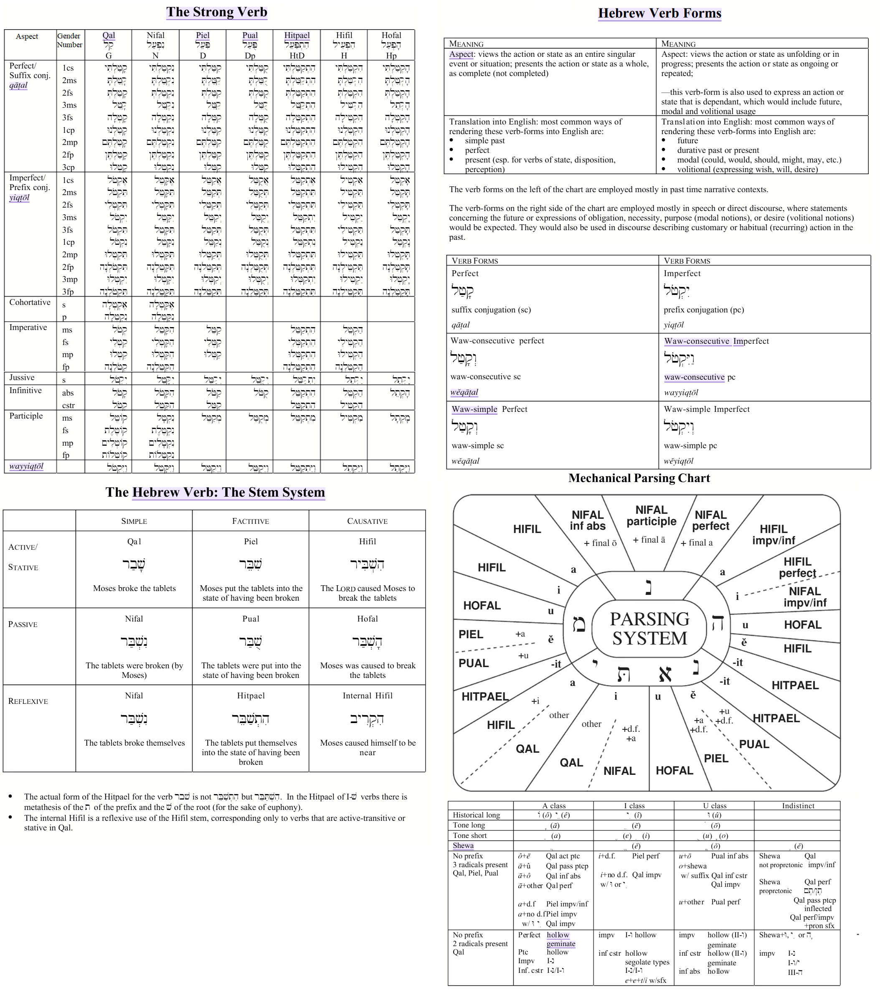 The Strong Verb
Aspect Gender Number Qal קַל G Nifal נִפְעַל N Piel פִּעֵל D Pual פֻּעַל Dp Hitpael הִתְפַּעֵל HtD Hifil הִפְעִיל H Hofal הָפְעַל Hp
Perfect/ Suffix conj. qāṭal
1cs קָטַלְתִּי נִקְטַלְתִּי קִטַּלְתִּי קֻטַּלְתִּי הִתְקַטַּלְתִּי הִקְטַלְתִּי הָקְטַלְתִּי
2ms קָטַלְתָּ נִקְטַלְתָּ קִטַּלְתָּ קֻטַּלְתָּ הִתְקַטַּלְתָּ הִקְטַלְתָּ הָקְטַלְתָּ
2fs קָטַלְתְּ נִקְטַלְתְּ קִטַּלְתְּ קֻטַּלְתְּ הִתְקַטַּלְתְּ הִקְטַלְתְּ הָקְטַלְתְּ
3ms קָטַל נִקְטַל קִטֵּל קֻטַּל הִתְקַטֵּל הִקְטִיל הָקְתַל
3fs קָטְלָה נִקְטְלָה קִטְּלָה קֻטְּלָה הִתְקַטְּלָה הִקְטִילָה הָקְטְלָה
1cp קָטַלְנוּ נִקְטַלְנוּ קִטַּלְנוּ קֻטַּלְנוּ הִתְקַטַּלְנוּ הִקְטַלְנוּ הָקְטַלְנוּ
2mp קְטַלְתֶּם נִקְטַלְתֶּם קִטַּלְתֶּם קֻטַּלְתֶּם הִתְקַטַּלְתֶּם הִקְטַלְתֶּם הָקְטַלְתֶּם
2fp קְטַלְתֶּן נִקְטַלְתֶּן קִטַּלְתֶּן קֻטַּלְתֶּן הִתְקַטַּלְתֶּן הִקְטַלְתֶּן הָקְטַלְתֶּן
3cp קָטְלוּ נִקְטְלוּ קִטְּלוּ קֻטְּלוּ הִתְקַטְּלוּ הִקְטִילוּ הָקְטְלוּ
Imperfect/ Prefix conj. yiqṭōl
1cs אֶקְטֹל אֶקָּטֵל אֲקַטֵּל אֲקֻטַּל אֶתְקַטֵּל אַקְטִיל אָקְטַל
2ms תִּקְטֹל תִּקָּטֵל תְּקַטֵּל תְּקֻטַּל תִּתְקַטֵּל תַּקְטִיל תָּקְטַל
2fs תִּקְטְלִי תִּקָּטְלִי תְּקַטְּלִי תְּקֻטְּלִי תִּתְקַטְּלִי תַּקְטִילִי תָּקְטְלִי
3ms יִקְטֹל יִקָּטֵל יְקַטֵּל יְקֻטַּל יִתְקַטֵּל יַקְטִיל יָקְטַל
3fs תִּקְטֹל תִּקָּטֵל תְּקַטֵּל תְּקֻטַּל תִּתְקַטֵּל תַּקְטִילִי תָּקְטַל
1cp נִקְטֹל נִקָּטֵל נְקַטֵּל נְקֻטַּל נִתְקַטֵּל נַקְטִיל נָקְטַל
2mp תִּקְטְלוּ תִּקָּטְלוּ תְּקַטְּלוּ תְּקֻטְּלוּ תִּתְקַטְּלוּ תַּקְטִילוּ תָּקְטְלוּ
2fp תִּקְטֹלְנָה תִּקָּטֵלְנָה תְּקַטֵּלְנָה תְּקֻטַּלְנָה תִּתְקַטֵּלְנָה תַּקְטֵילְנָה תָּקְטַלְנָה
3mp יִקְטְלוּ יִקָּטְלוּ יְקַטְּלוּ יְקֻטְּלוּ יִתְקַטְּלוּ יַקְטִילוּ יָקְטְלוּ
3fp תִּקְטֹלְנָה תִּקָּטֵלְנָה תְּקַטֵּלְנָה תְּקֻטַּלְנָה תִּתְקַטֵּלְנָה תַּקְטֵילְנָה תָּקְטַלְנָה
Cohortative s אֶקְטְלָה אֶקָּטְלָה
p נִקְטְלָה נִקָּטְלָה
Imperative ms קְטֹל הִקָּטֵל קַטֵּל הִתְקַטֵּל הַקְטֵל
fs קִטְלִי הִקָּטְלִי קַטְּלִי הִתְקַטְּלִי הַקְטִילִי
mp קִטְלוּ הִקָּטְלוּ קַטְּלוּ הִתְקַטְּלוּ הַקְטִילוּ
fp קְטֹלְנָה הִקָּטֵלְנָה הִתְקַטֵּלְנָה הַקְטֵלְנָה
Jussive s יִקְטֹל יִקָּטֵל יְקַטֵּל יְקֻטַּל יִתְקַטֵּל יַקְתֵל יָקְתַל
Infinitive abs קָטֹל הִקָּטֹל קַטֹּל קֻטֹּל הִתְקַטֵּל הַקְטֵל הָקְתֵל
cstr קְטֹל הִקָּטֵל קַטֵּל הִתְקַטֵּל הַקְטִיל
Participle ms קוֹטֵל נִקְטָל מְקַטֵּל מְקֻטָּל מִתְקַטֵּל מַקְטִיל מָקְתָל
fs קוֹטֶלֶת נִקְטֶלֶת
mp קוֹטְלִים נִקְטָלִים
fp קוֹטְלוֹת נִקְטָלוֹת
wayyiqṭōl וַיִּקְטֹל וַיִּקָּטֵל וַיְקַטֵּל וַיְקֻטַּל וַיִּתְקַטֵּל וַיַּקְתֵל וַיָּקְתַל
The Hebrew Verb: The Stem System
SIMPLE FACTITIVE CAUSATIVE
ACTIVE/
STATIVE
Qal Piel Hifil
שָׁבַר שִׁבֵּר הִשְׁבִּיר
Moses broke the tablets
Moses put the tablets into the
state of having been broken
The LORD caused Moses to
break the tablets
PASSIVE
Nifal Pual Hofal
נִשְׁבַּר שֻׁבַּר הָשְׁבַּר
The tablets were broken (by
Moses)
The tablets were put into the
state of having been broken
Moses was caused to break
the tablets
REFLEXIVE
Nifal Hitpael Internal Hifil
נִשְׁבַּר הִתְשַׁבֵּר הִקְרִיב
The tablets broke themselves
The tablets put themselves
into the state of having been
broken
Moses caused himself to be
near
• The actual form of the Hitpael for the verb שׁבר is not הִתְשַׁבֵּר but הִשְׁתַּבֵּר. In the Hitpael of I-שׁ verbs there is
metathesis of the ת of the prefix and the שׁ of the root (for the sake of euphony).
• The internal Hifil is a reflexive use of the Hifil stem, corresponding only to verbs that are active-transitive or
stative in Qal.
Hebrew Verb Forms
MEANING
Aspect: views the action or state as an entire singular
event or situation; presents the action or state as a whole,
as complete (not completed)
MEANING
Aspect: views the action or state as unfolding or in
progress; presents the action or state as ongoing or
repeated;
—this verb-form is also used to express an action or
state that is dependant, which would include future,
modal and volitional usage
Translation into English: most common ways of
rendering these verb-forms into English are:
• simple past
• perfect
• present (esp. for verbs of state, disposition,
perception)
Translation into English: most common ways of
rendering these verb-forms into English are:
• future
• durative past or present
• modal (could, would, should, might, may, etc.)
• volitional (expressing wish, will, desire)
The verb forms on the left of the chart are employed mostly in past time narrative contexts.
The verb-forms on the right side of the chart are employed mostly in speech or direct discourse, where statements
concerning the future or expressions of obligation, necessity, purpose (modal notions), or desire (volitional notions)
would be expected. They would also be used in discourse describing customary or habitual (recurring) action in the
past.
VERB FORMS VERB FORMS
Perfect Imperfect
קָטַל יִקְטֹל
suffix conjugation (sc) prefix conjugation (pc)
qāṭal yiqṭōl
Waw-consecutive perfect Waw-consecutive Imperfect
וְקָטַל וַיִּקְטֹל
waw-consecutive sc waw-consecutive pc
wĕqāṭal wayyiqṭōl
Waw-simple Perfect Waw-simple Imperfect
וְקָטַל וְיִקְטֹל
waw-simple sc waw-simple pc
wĕqāṭal wĕyiqṭōl
Mechanical Parsing Chart
PARSING
SYSTEM
נ
NIFAL
inf abs
+ final ō
NIFAL
participle
+ final ā
NIFAL
perfect
+ final a
ה
a HIFIL
impv/inf
i HIFIL
perfect
NIFAL
impv/inf
u HOFAL
ĕ HIFIL
-it HITPAEL
י תּ א נ
-it HITPAEL
ĕ +u +d.f. PUAL
+a +d.f. PIEL
u HOFAL
i +d.f. +a NIFAL
other QAL
a other QAL
+i HIFIL
מ
-it HITPAEL
ĕ +u PUAL
+a PIEL
u HOFAL
i HIFIL
a HIFIL
A class I class U class Indistinct
Historical long וֹ (ô) ֵי (ê) ִי (î) וּ (û)
Tone long ָ (ā) ֵ (ē) ֹ (ō)
Tone short ַ (a) ֶ (e) ִ (i) ֻ (u) ָ (o)
Shewa ֲ ֱ (ĕ) ֳ (ŏ) ְ (ĕ)
No prefix
3 radicals present
Qal, Piel, Pual
ô+ē Qal act ptc
ā+û Qal pass ptcp
ā+ô Qal inf abs
ā+other Qal perf
a+d.f Piel impv/inf
a+no d.f Piel impv
w/ וּ ִי Qal impv
i+d.f. Piel perf
i+no d.f. Qal impv
w/ וּ or ִי
u+ō Pual inf abs
o+shewa
w/ suffix Qal inf cstr
Qal impv
u+other Pual perf
Shewa Qal
not propretonic impv/inf
Shewa Qal perf
propretonic תֶּן/תֶּם
Qal pass ptcp
inflected
Qal perf/impv
+pron sfx
No prefix
2 radicals present
Qal
Perfect hollow
geminate
Ptc hollow
Impv I-נ
Inf. cstr I-נ/I-ו
impv I-ו hollow
inf cstr hollow
segolate types
I-נ/I-ו
e+e+t/i w/sfx
impv hollow (II-ו)
geminate
inf cstr hollow (II-ו)
geminate
inf abs hollow
Shewa+וּ, ִי or ָה
impv I-נ
I-ו/י
III-ה